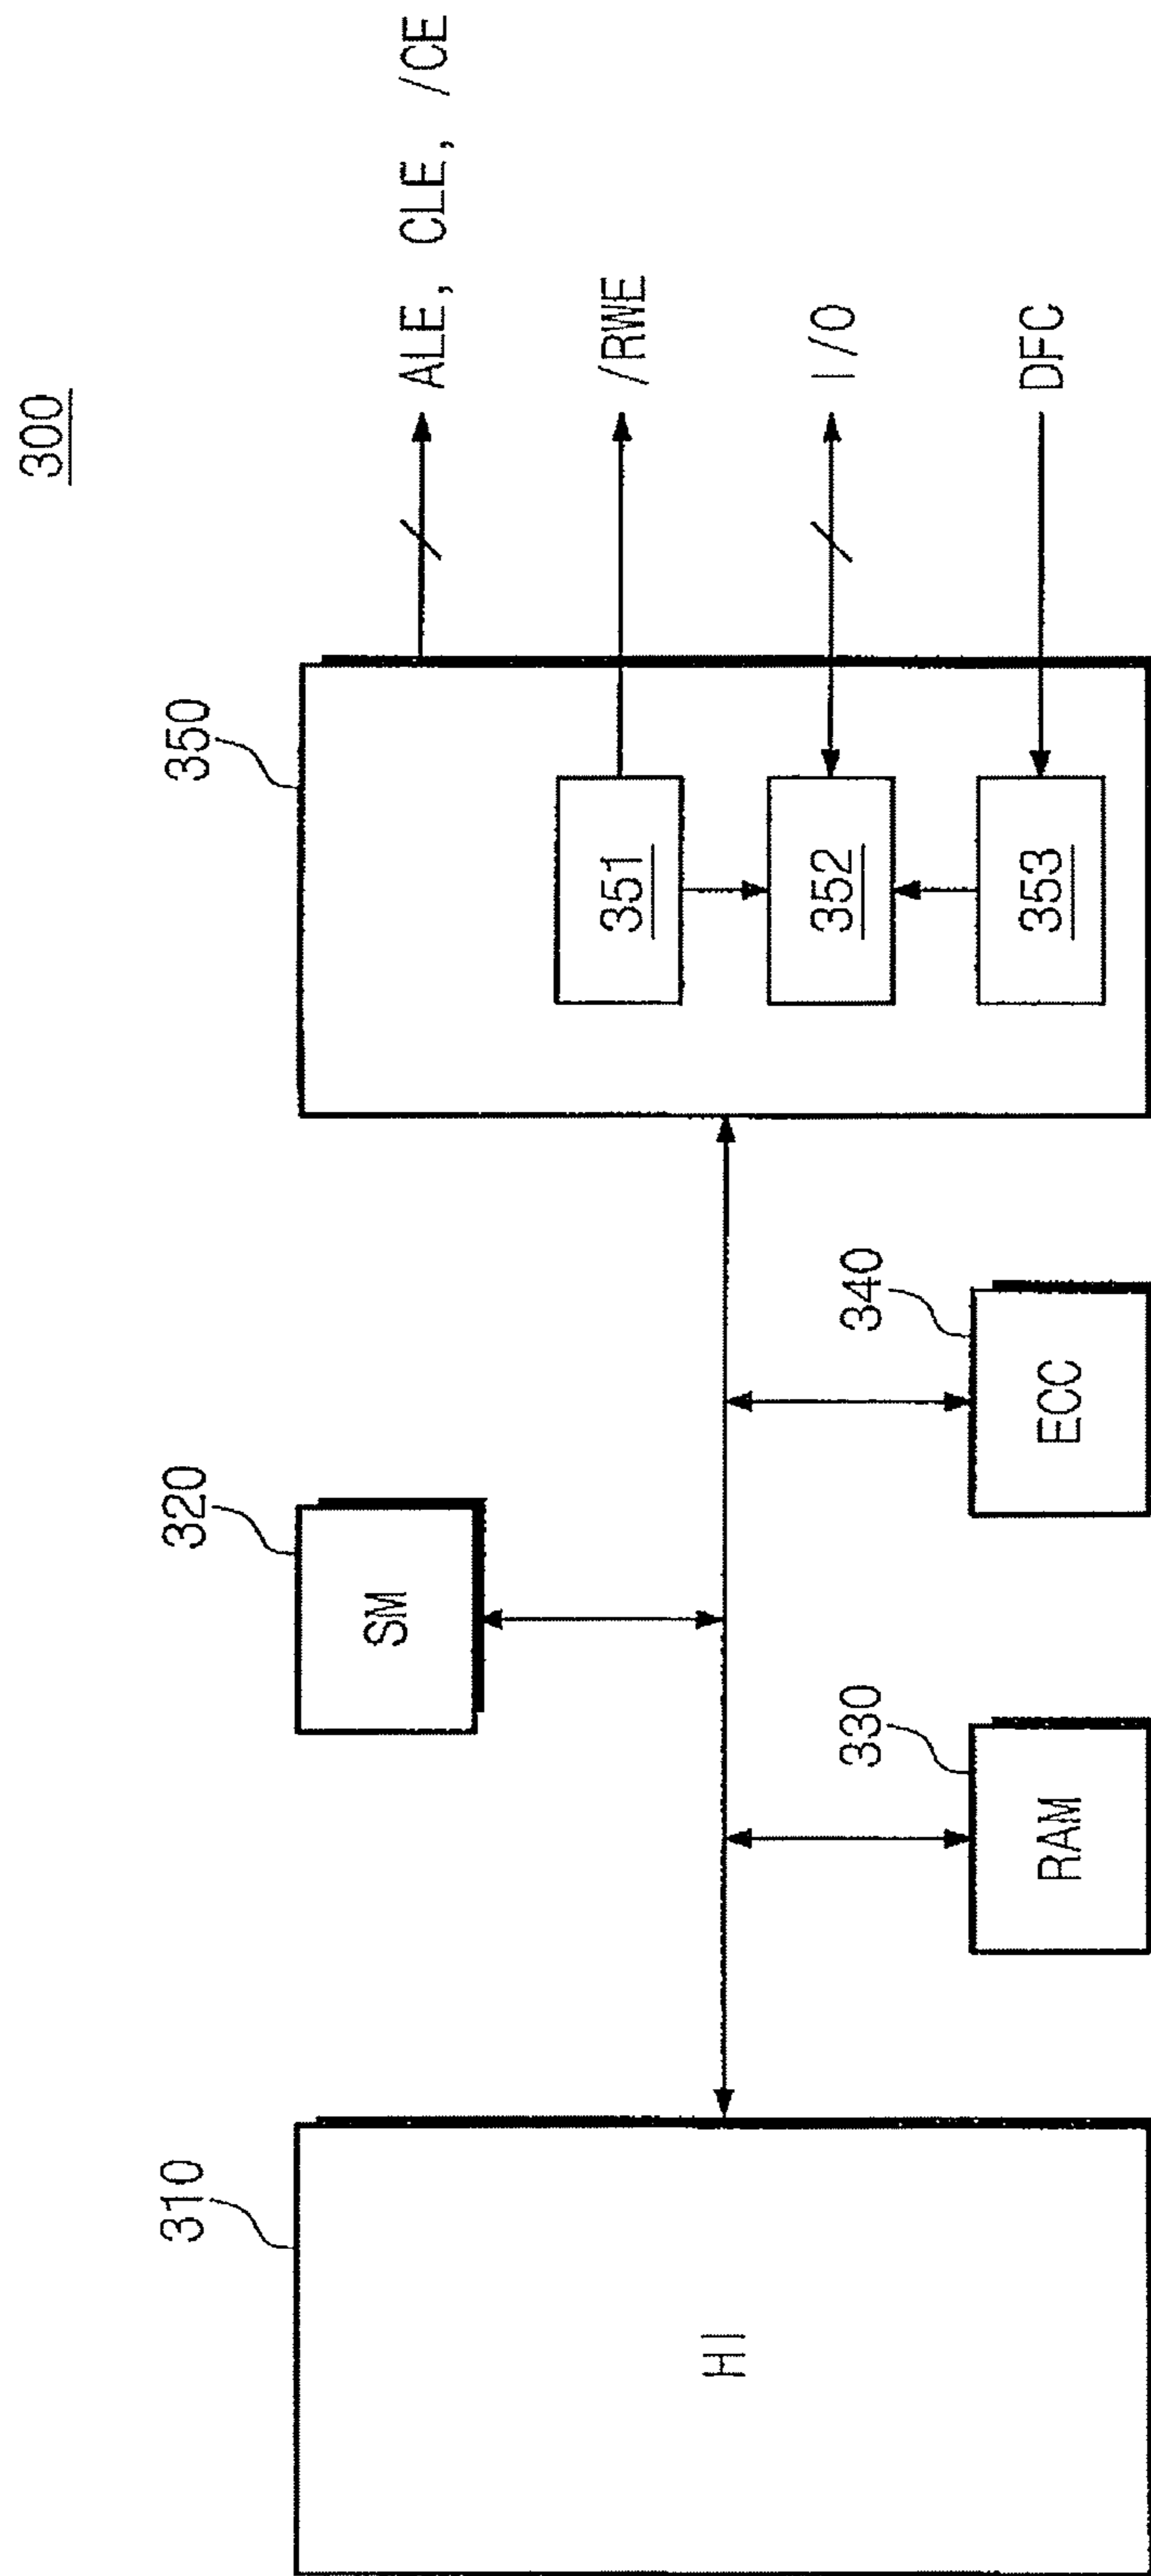 300
310
HI
320
SM
330
RAM
340
ECC
350
351
352
353
ALE, CLE, /CE
/RWE
I/O
DFC